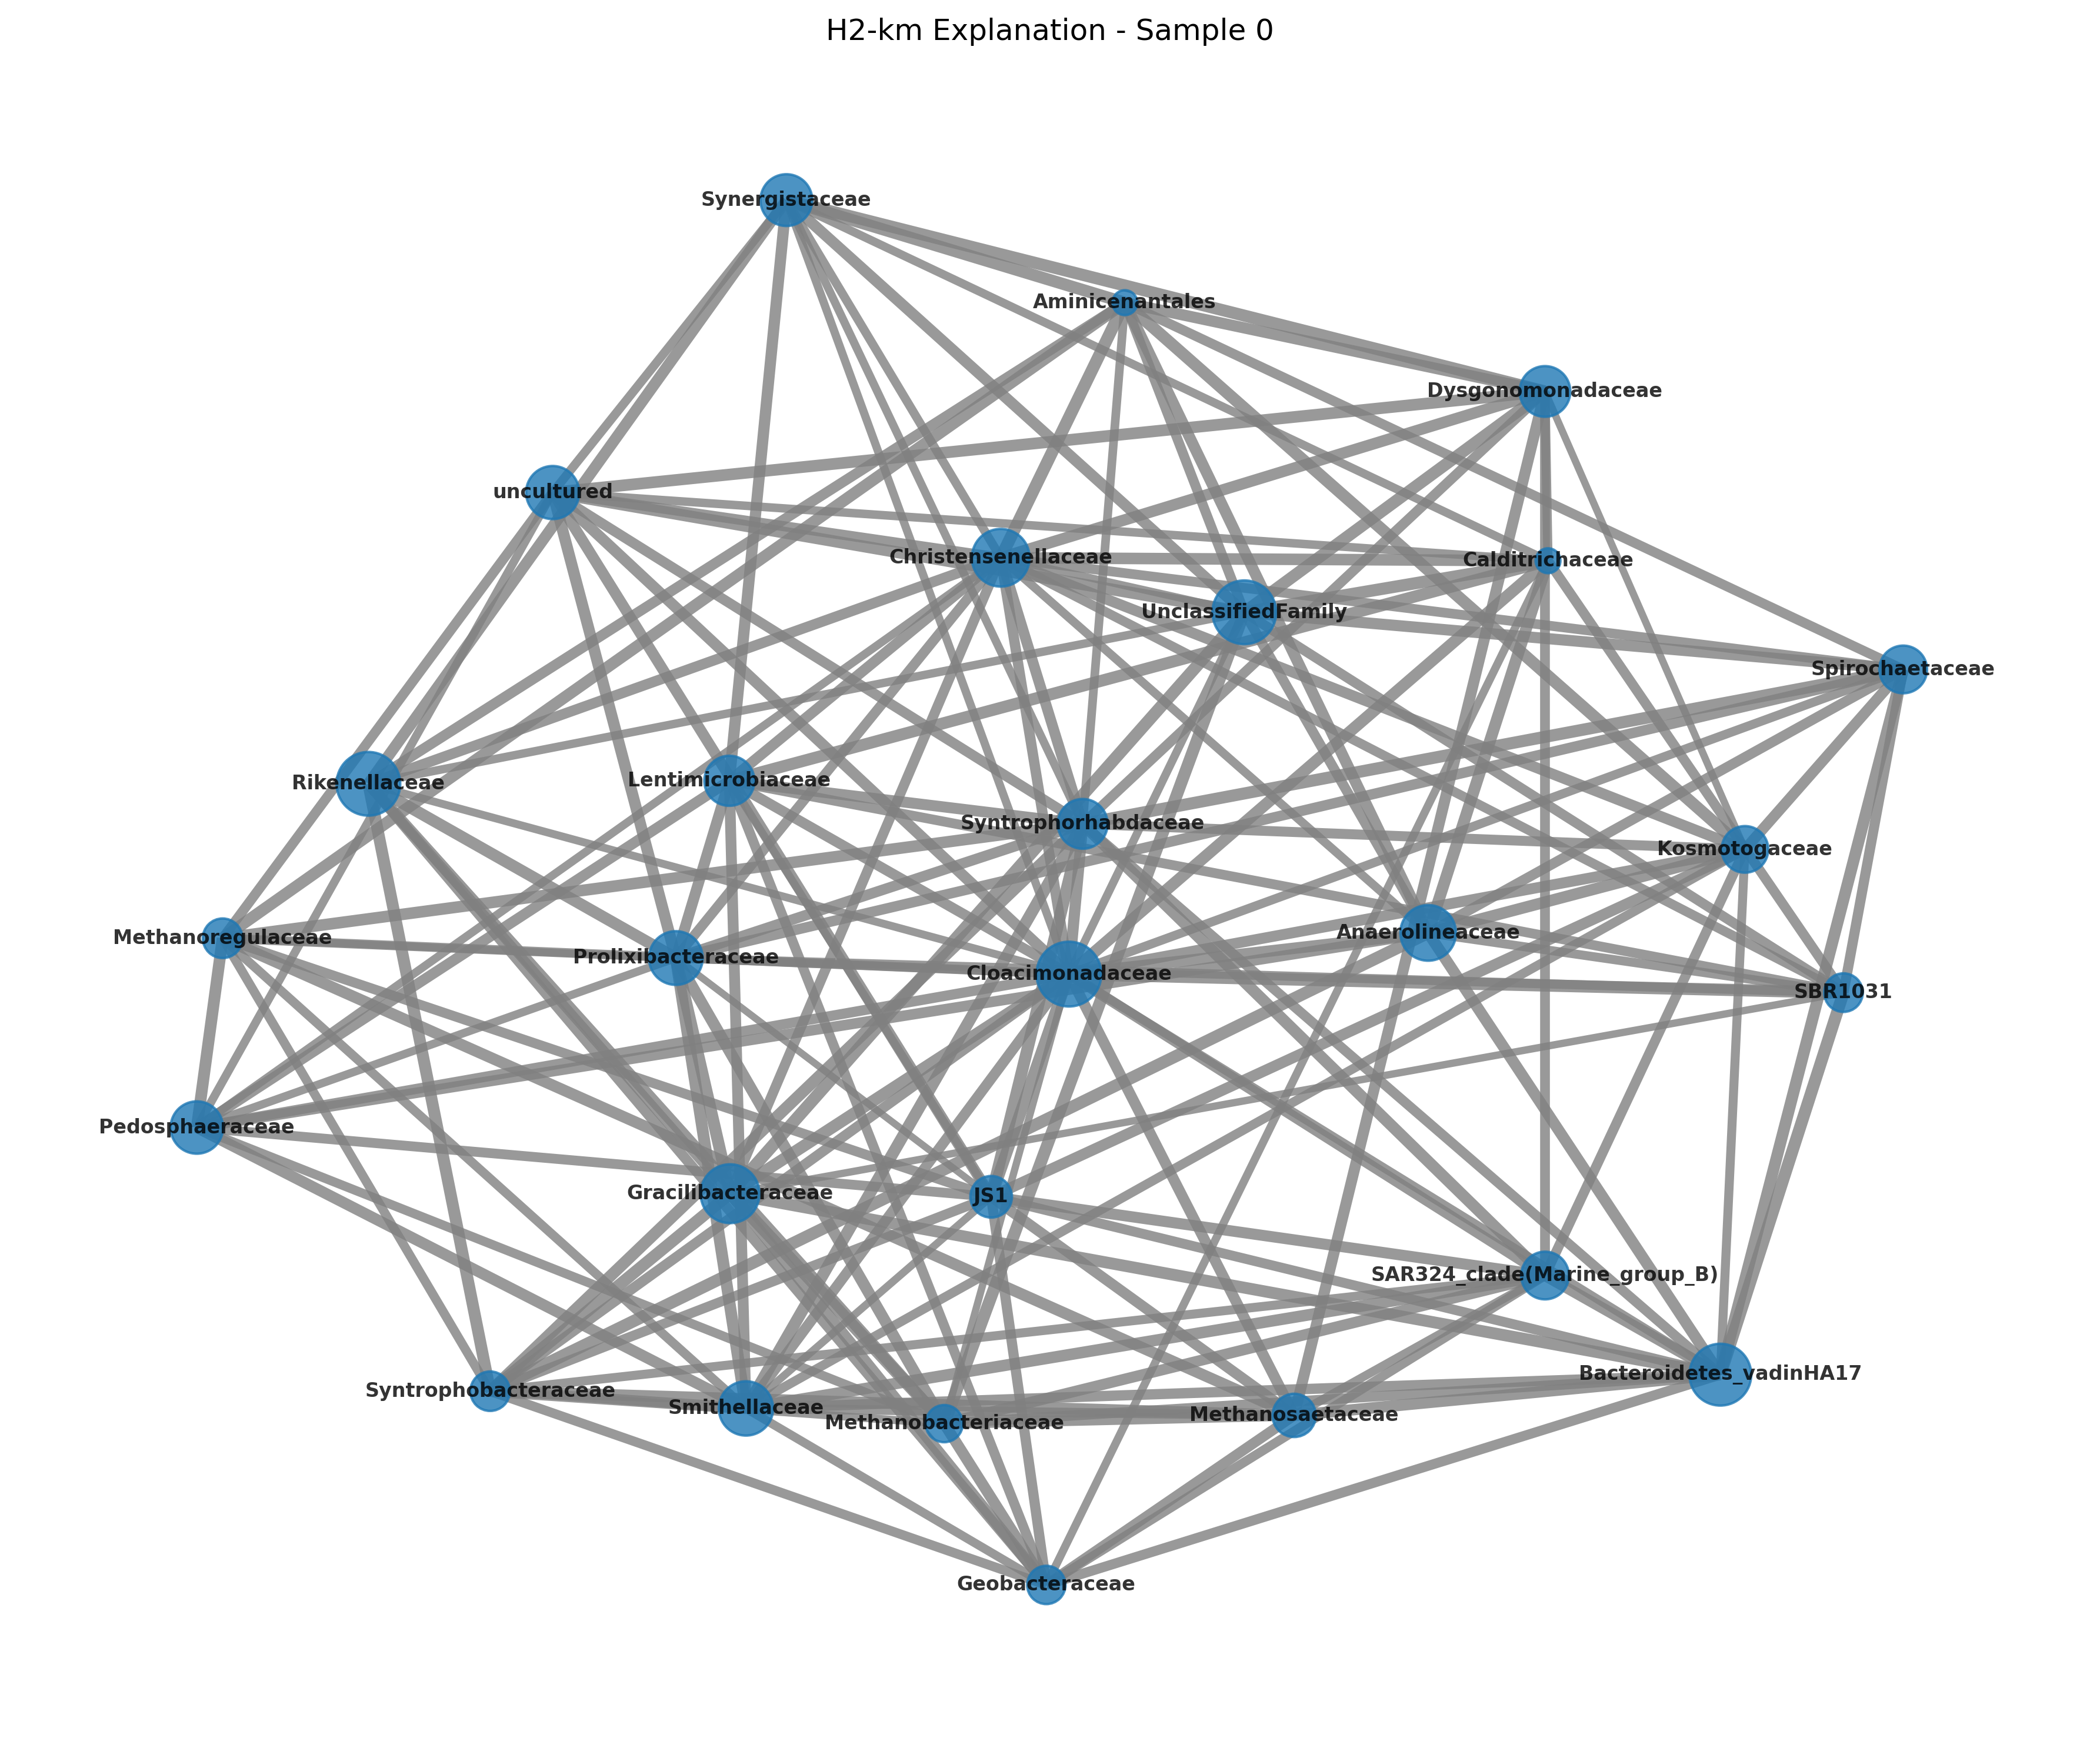 H2-km Explanation - Sample 0
Synergistaceae
Aminicenantales
Dysgonomonadaceae
uncultured
Christensenellaceae
Calditrichaceae
UnclassifiedFamily
Spirochaetaceae
Rikenellaceae
Lentimicrobiaceae
Syntrophorhabdaceae
Kosmotogaceae
Methanoregulaceae
Anaerolineaceae
Prolixibacteraceae
Cloacimonadaceae
SBR1031
Pedosphaeraceae
Gracilibacteraceae
JS1
SAR324_clade(Marine_group_B)
Bacteroidetes_vadinHA17
Syntrophobacteraceae
Smithellaceae
Methanobacteriaceae
Methanosaetaceae
Geobacteraceae